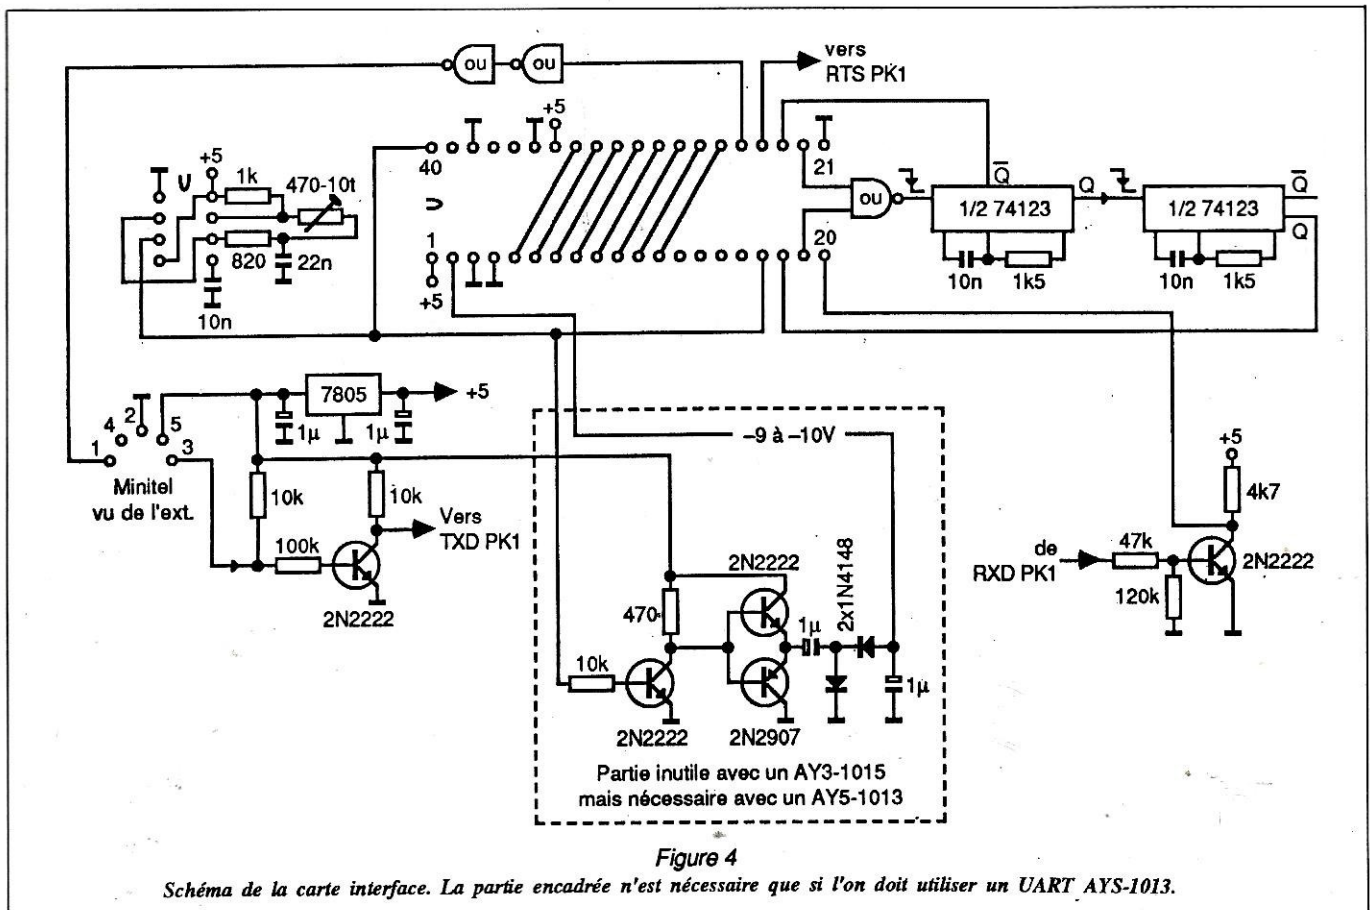 vers
RTS PK1
ou
ou
+5
40
21
1
20
+5
+5
1k
470-10t
820
22n
10n
ou
Q
Q
Q
Q
1/2 74123
1/2 74123
10n
1k5
10n
1k5
7805
+5
1µ
1µ
4
2
5
1
3
Minitel
vu de l'ext.
10k
10k
Vers
TXD PK1
100k
2N2222
–9 à –10V
2N2222
470
1µ
2x1N4148
10k
1µ
2N2222
2N2907
Partie inutile avec un AY3-1015
mais nécessaire avec un AY5-1013
+5
4k7
de
RXD PK1
47k
2N2222
120k
Figure 4
Schéma de la carte interface. La partie encadrée n'est nécessaire que si l'on doit utiliser un UART AYS-1013.